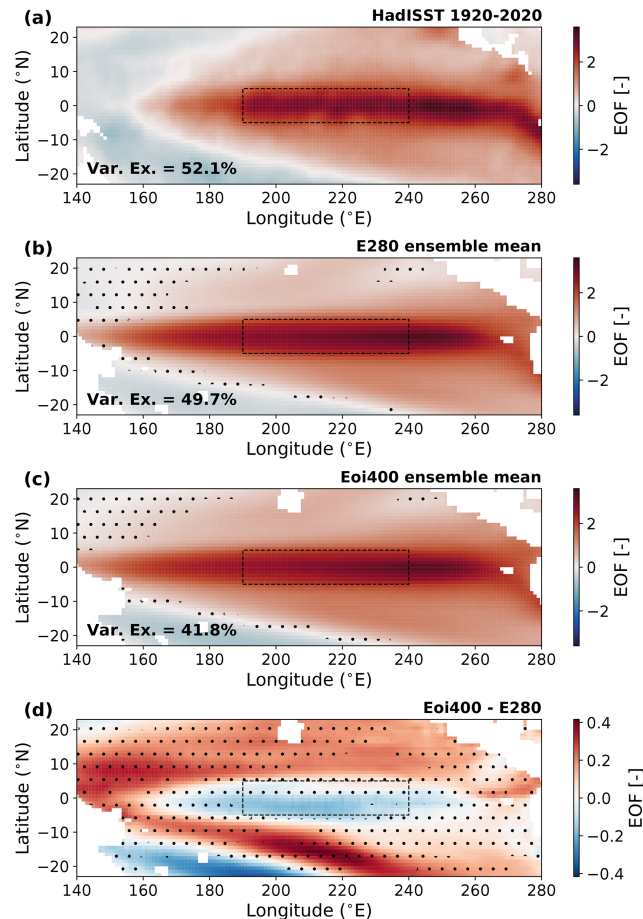 (a) HadISST 1920-2020
Latitude (°N)
20
10
0
−10
−20
Var. Ex. = 52.1%
140 160 180 200 220 240 260 280
Longitude (°E)
2
0
−2
EOF [-]
(b) E280 ensemble mean
Latitude (°N)
20
10
0
−10
−20
Var. Ex. = 49.7%
140 160 180 200 220 240 260 280
Longitude (°E)
2
0
−2
EOF [-]
(c) Eoi400 ensemble mean
Latitude (°N)
20
10
0
−10
−20
Var. Ex. = 41.8%
140 160 180 200 220 240 260 280
Longitude (°E)
2
0
−2
EOF [-]
(d) Eoi400 - E280
Latitude (°N)
20
10
0
−10
−20
140 160 180 200 220 240 260 280
Longitude (°E)
0.4
0.2
0.0
−0.2
−0.4
EOF [-]